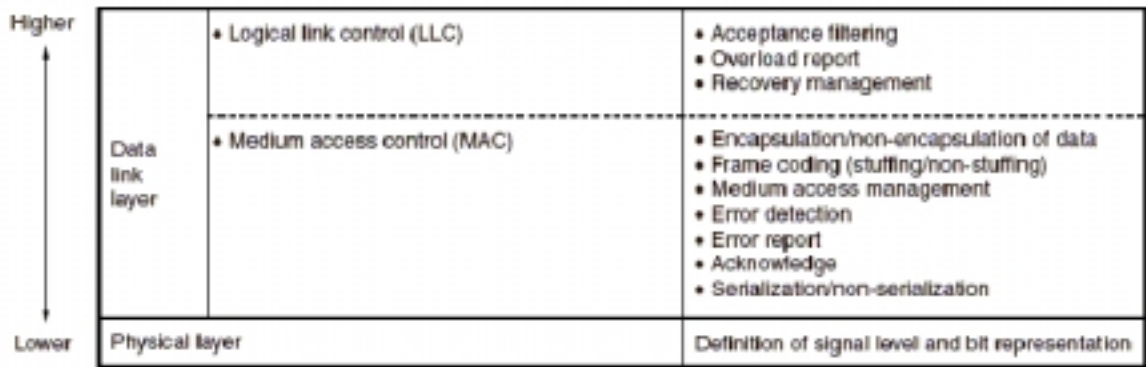 Higher
• Logical link control (LLC)
• Acceptance filtering
• Overload report
• Recovery management
Data
link
layer
• Medium access control (MAC)
• Encapsulation/non-encapsulation of data
• Frame coding (stuffing/non-stuffing)
• Medium access management
• Error detection
• Error report
• Acknowledge
• Serialization/non-serialization
Lower
Physical layer
Definition of signal level and bit representation